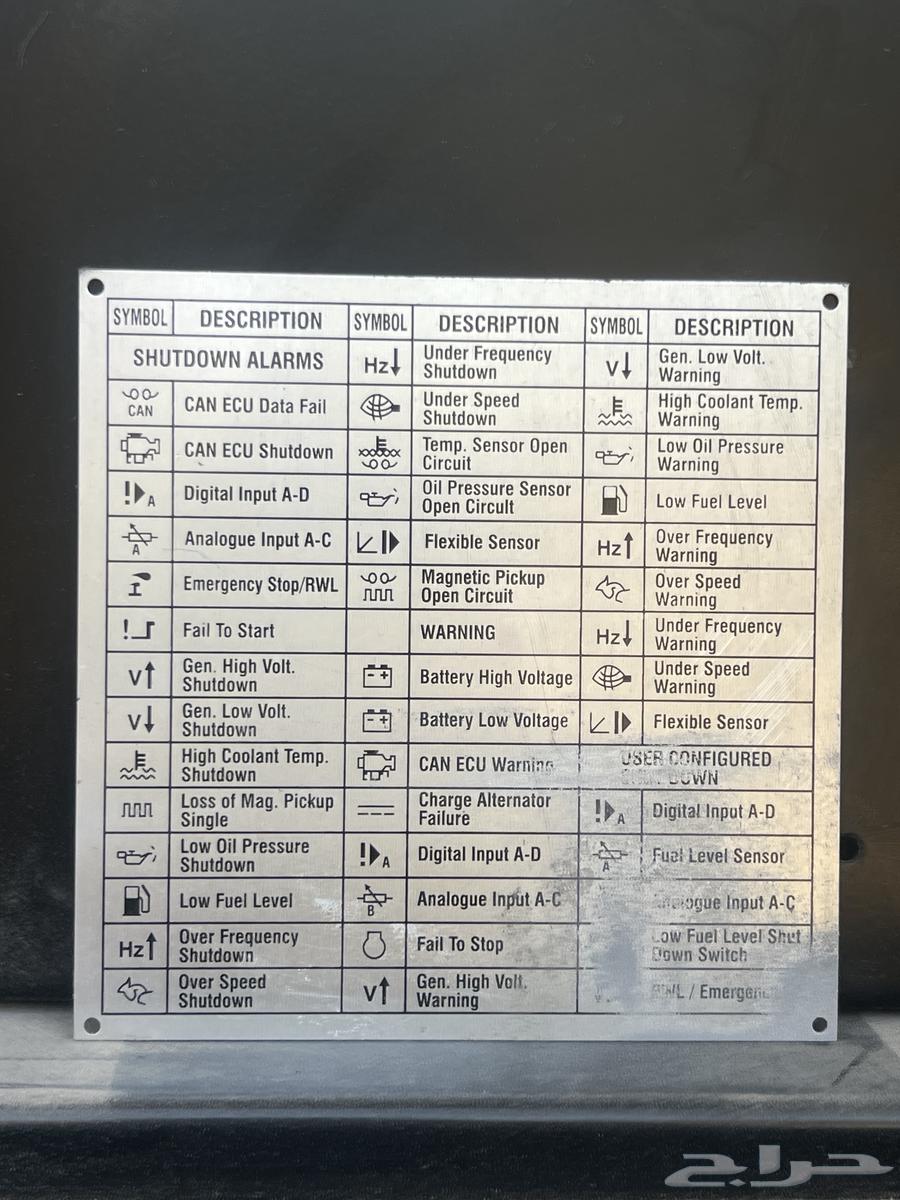 SYMBOL DESCRIPTION SYMBOL DESCRIPTION SYMBOL DESCRIPTION
SHUTDOWN ALARMS
CAN
CAN ECU Data Fail
CAN ECU Shutdown
!A
Digital Input A-D
A
Analogue Input A-C
Emergency Stop/RWL
!
Fail To Start
V↑
Gen. High Volt.
Shutdown
V↓
Gen. Low Volt.
Shutdown
High Coolant Temp.
Shutdown
Loss of Mag. Pickup
Single
Low Oil Pressure
Shutdown
Low Fuel Level
Hz↑
Over Frequency
Shutdown
Over Speed
Shutdown
Hz↓
Under Frequency
Shutdown
Under Speed
Shutdown
Temp. Sensor Open
Circuit
Oil Pressure Sensor
Open Circult
Flexible Sensor
Magnetic Pickup
Open Circuit
WARNING
- +
Battery High Voltage
- +
Battery Low Voltage
CAN ECU Warning
Charge Alternator
Failure
!A
Digital Input A-D
B
Analogue Input A-C
Fail To Stop
V↑
Gen. High Volt.
Warning
V↓
Gen. Low Volt.
Warning
High Coolant Temp.
Warning
Low Oil Pressure
Warning
Low Fuel Level
Hz↑
Over Frequency
Warning
Over Speed
Warning
Hz↓
Under Frequency
Warning
Under Speed
Warning
Flexible Sensor
USER CONFIGURED
DOWN
!A
Digital Input A-D
A
Fuel Level Sensor
Analogue Input A-C
Low Fuel Level Shut
Down Switch
RWL /
حراج